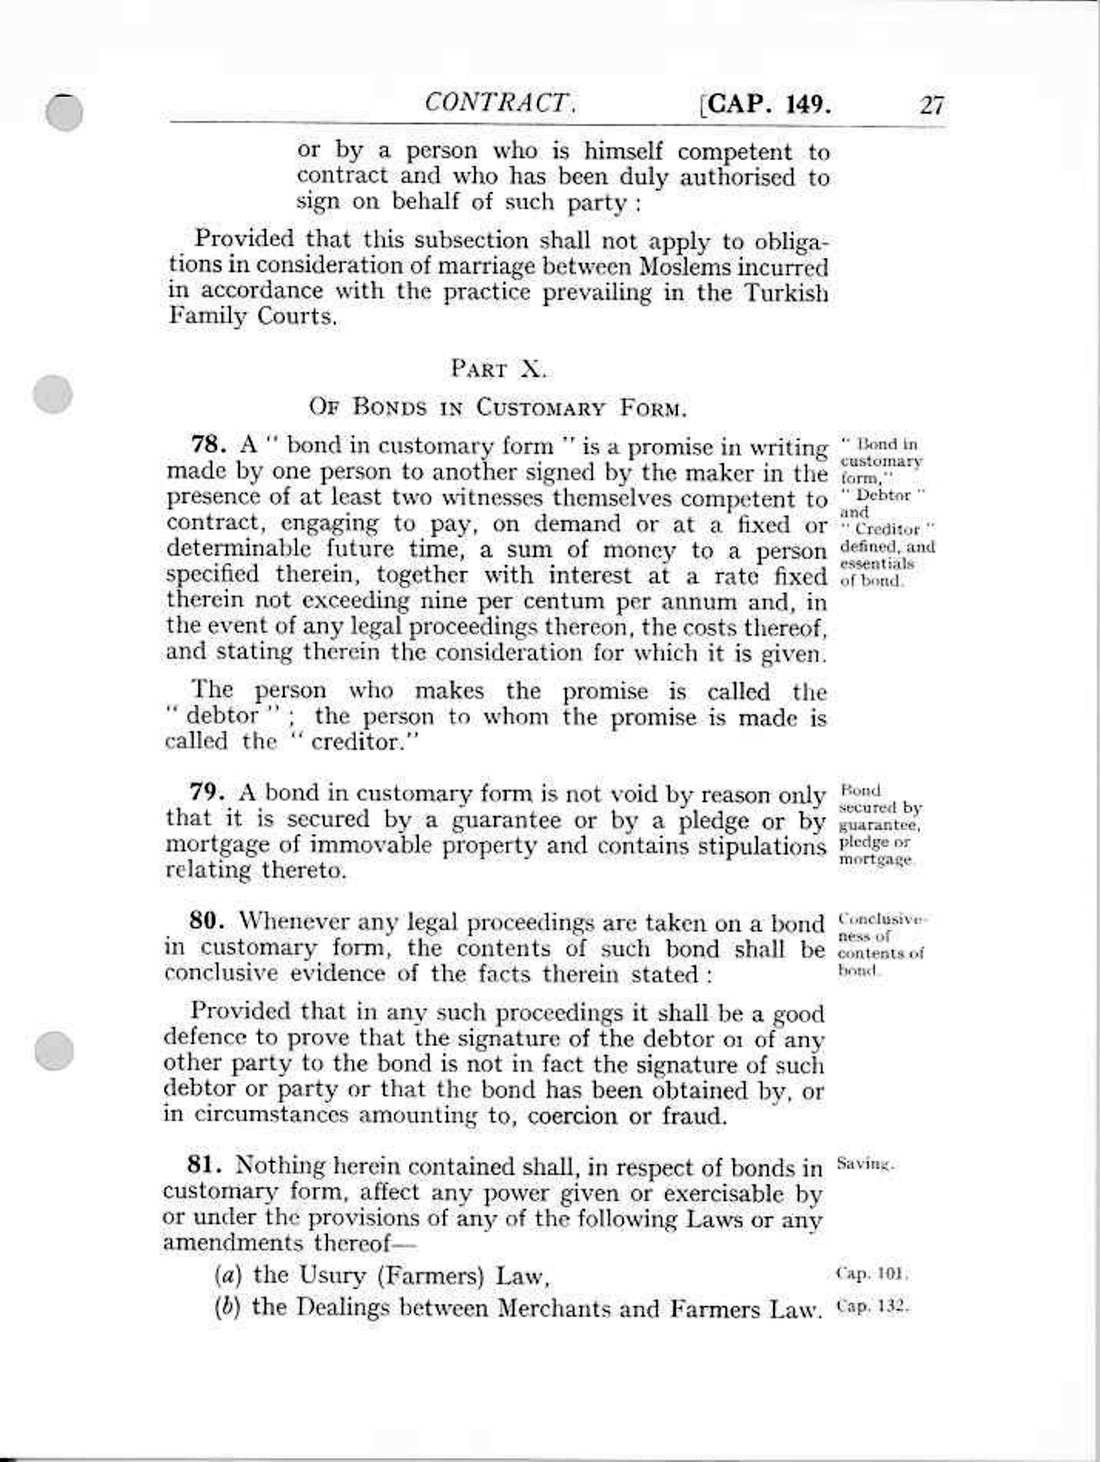 CONTRACT. [CAP. 149. 27
or by a person who is himself competent to
contract and who has been duly authorised to
sign on behalf of such party :
Provided that this subsection shall not apply to obliga-
tions in consideration of marriage between Moslems incurred
in accordance with the practice prevailing in the Turkish
Family Courts.
PART X.
OF BONDS IN CUSTOMARY FORM.
78. A “ bond in customary form ” is a promise in writing
made by one person to another signed by the maker in the
presence of at least two witnesses themselves competent to
contract, engaging to pay, on demand or at a fixed or
determinable future time, a sum of money to a person
specified therein, together with interest at a rate fixed
therein not exceeding nine per centum per annum and, in
the event of any legal proceedings thereon, the costs thereof,
and stating therein the consideration for which it is given.
“ Bond in
customary
form,”
“ Debtor ”
and
“ Creditor ”
defined, and
essentials
of bond.
The person who makes the promise is called the
“ debtor ” ; the person to whom the promise is made is
called the “ creditor.”
79. A bond in customary form is not void by reason only
that it is secured by a guarantee or by a pledge or by
mortgage of immovable property and contains stipulations
relating thereto.
Bond
secured by
guarantee,
pledge or
mortgage.
80. Whenever any legal proceedings are taken on a bond
in customary form, the contents of such bond shall be
conclusive evidence of the facts therein stated :
Conclusive-
ness of
contents of
bond.
Provided that in any such proceedings it shall be a good
defence to prove that the signature of the debtor or of any
other party to the bond is not in fact the signature of such
debtor or party or that the bond has been obtained by, or
in circumstances amounting to, coercion or fraud.
81. Nothing herein contained shall, in respect of bonds in
customary form, affect any power given or exercisable by
or under the provisions of any of the following Laws or any
amendments thereof—
Saving.
(a) the Usury (Farmers) Law,
Cap. 101.
(b) the Dealings between Merchants and Farmers Law.
Cap. 132.